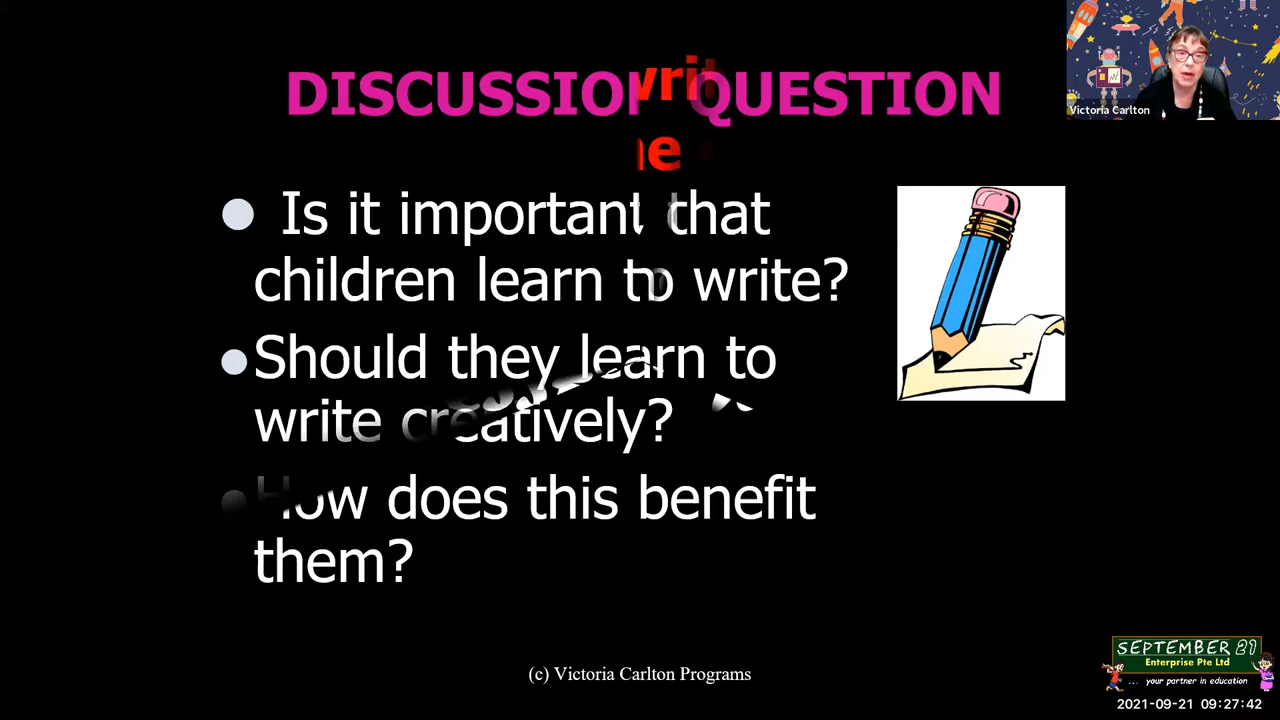 DISCUSSION QUESTION
Is it important that
children learn to write?
Should they learn to
write creatively?
How does this benefit
them?
(c) Victoria Carlton Programs
Victoria Carlton
SEPTEMBER 21
Enterprise Pte Ltd
... your partner in education
2021-09-21 09:27:42